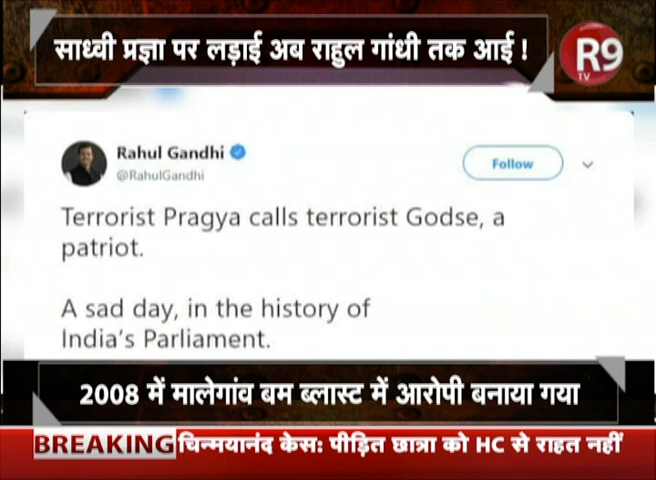 साध्वी प्रज्ञा पर लड़ाई अब राहुल गांधी तक आई !
R9
TV
Rahul Gandhi
@RahulGandhi
Follow
Terrorist Pragya calls terrorist Godse, a
patriot.
A sad day, in the history of
India's Parliament.
2008 में मालेगांव बम ब्लास्ट में आरोपी बनाया गया
BREAKING चिन्मयानंद केस: पीड़ित छात्रा को HC से राहत नहीं